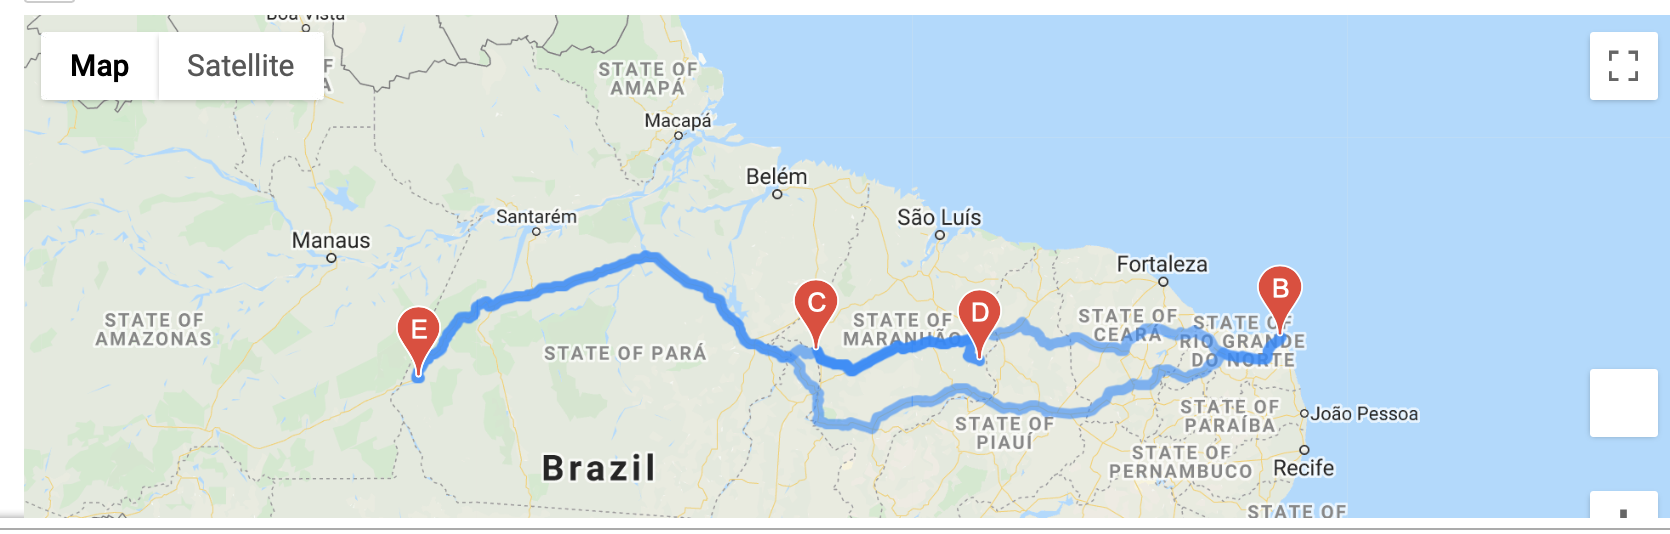 Boa Vista
Map
Satellite
STATE OF
AMAPÁ
Macapá
Belém
Santarém
São Luís
Manaus
Fortaleza
B
C
D
E
STATE OF
AMAZONAS
STATE OF
MARANHÃO
STATE OF
CEARÁ
STATE OF
RIO GRANDE
DO NORTE
STATE OF PARÁ
STATE OF
PARAÍBA
João Pessoa
STATE OF
PIAUÍ
STATE OF
PERNAMBUCO
Recife
Brazil
STATE OF